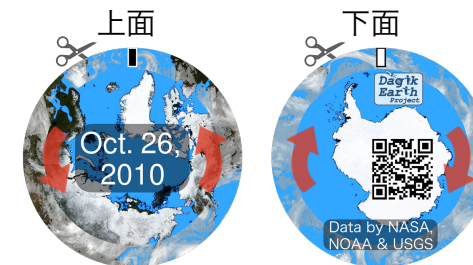 上面
下面
Dagik
Earth
Project
Oct. 26,
2010
Data by NASA,
NOAA & USGS